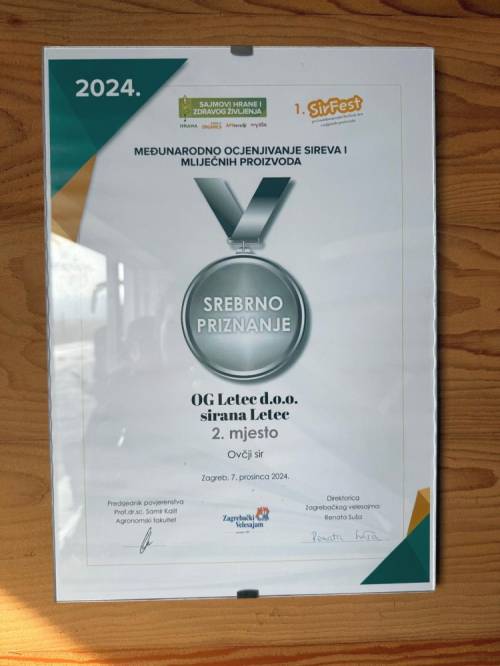 2024.
SAJMOVI HRANE I
ZDRAVOG ŽIVLJENJA
1. SirFest
MEĐUNARODNO OCJENJIVANJE SIREVA I
MLIJEČNIH PROIZVODA
SREBRNO
PRIZNANJE
OG Letec d.o.o.
sirana Letec
2. mjesto
Ovčji sir
Zagreb, 7. prosinca 2024.
Predsjednik povjerenstva
Prof.dr.sc. Samir Kalit
Agronomski fakultet
Zagrebački
Velesajam
Direktorica
Zagrebačkog velesajma
Renata Suša
Renata Suša